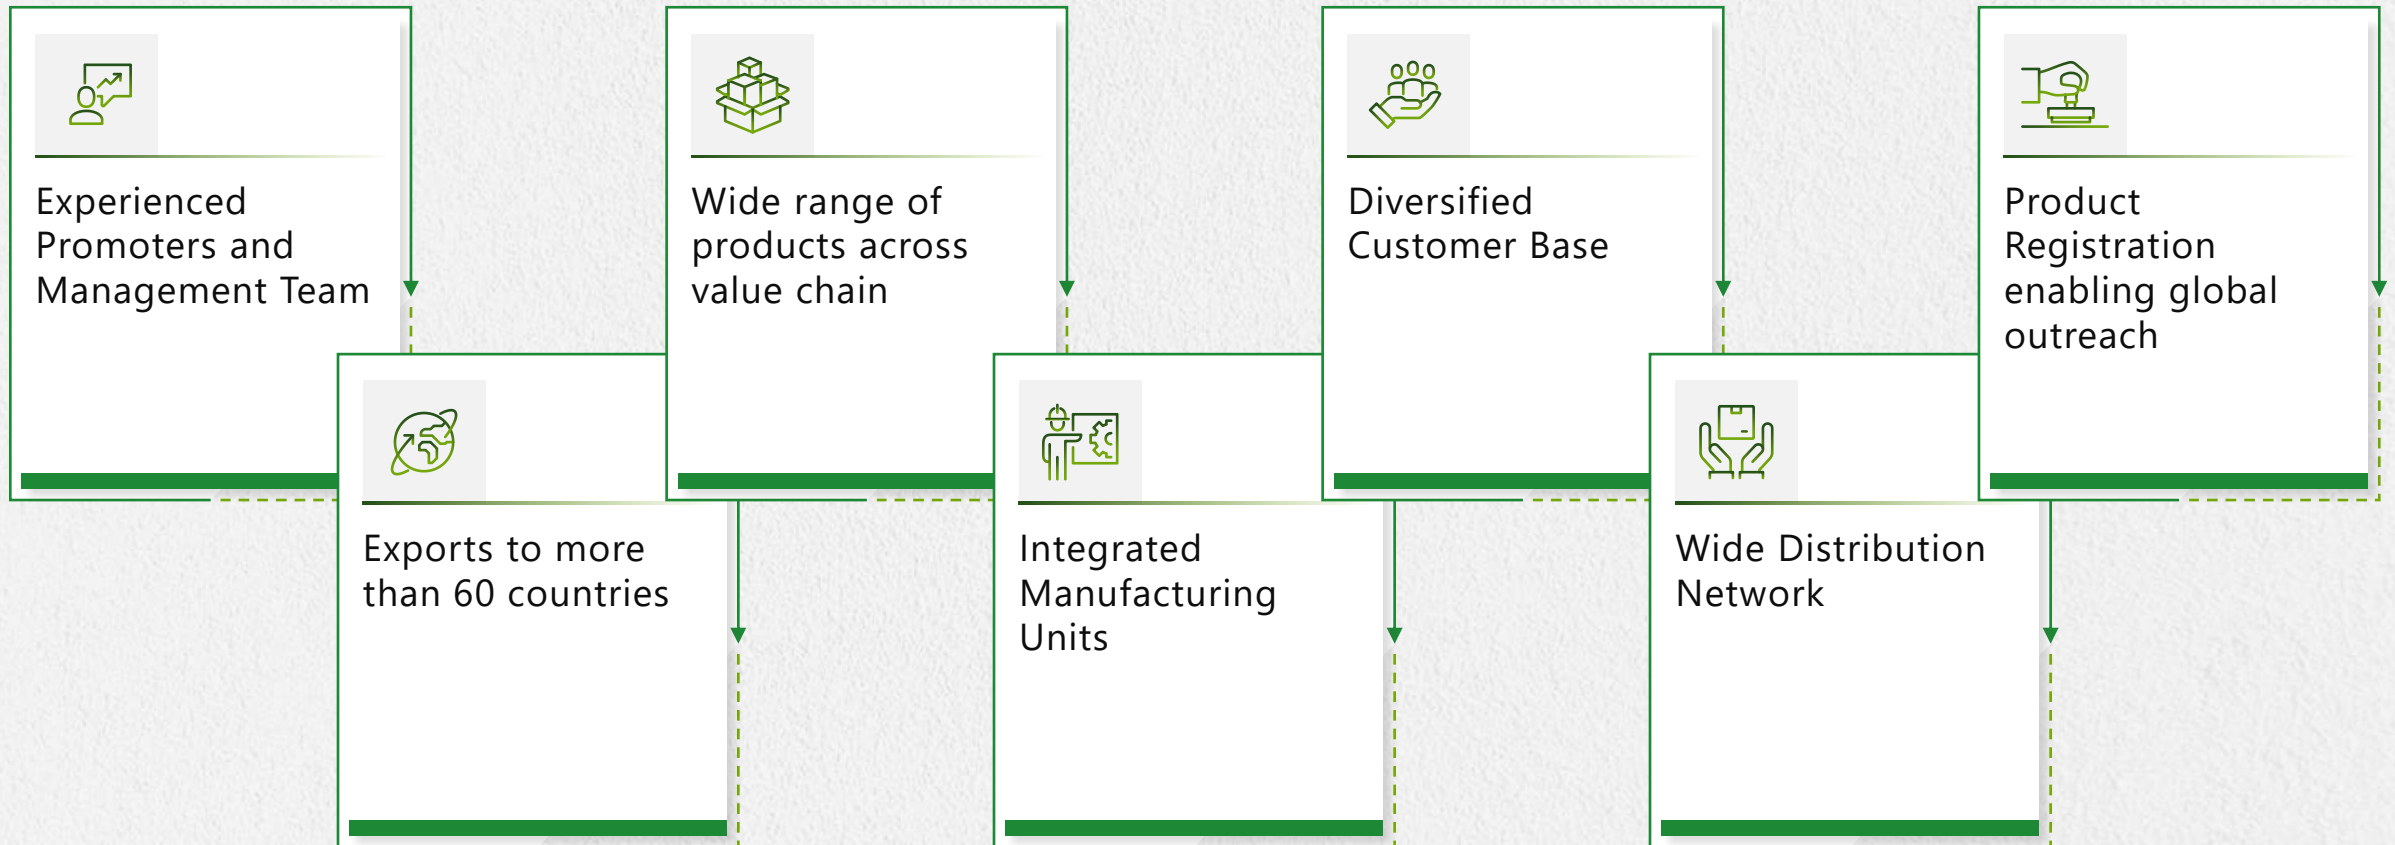 Experienced
Promoters and
Management Team
Exports to more
than 60 countries
Wide range of
products across
value chain
Integrated
Manufacturing
Units
Diversified
Customer Base
Wide Distribution
Network
Product
Registration
enabling global
outreach